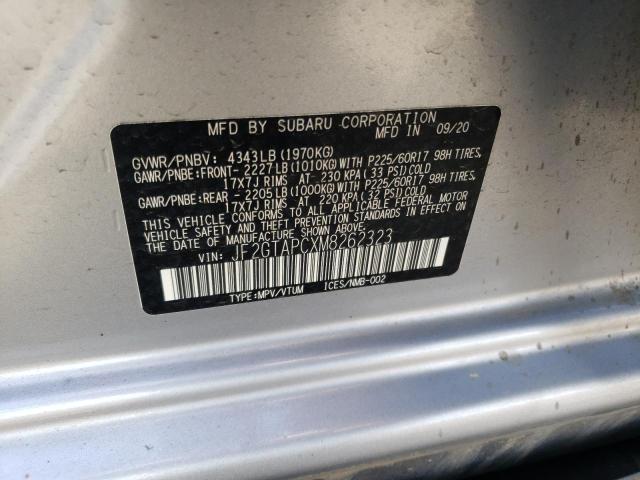 MFD BY SUBARU CORPORATION
MFD IN 09/20
GVWR/PNBV: 4343LB (1970KG)
GAWR/PNBE:FRONT- 2227LB(1010KG)WITH P225/60R17 98H TIRES,
17X7J RIMS AT- 230 KPA (33 PSI)COLD
GAWR/PNBE:REAR - 2205LB(1000KG)WITH P225/60R17 98H TIRES,
17X7J RIMS AT- 220 KPA (32 PSI)COLD
THIS VEHICLE CONFORMS TO ALL APPLICABLE FEDERAL MOTOR
VEHICLE SAFETY AND THEFT PREVENTION STANDARDS IN EFFECT ON
THE DATE OF MANUFACTURE SHOWN ABOVE.
VIN: JF2GTAPCXM8262323
TYPE:MPV/VTUM ICES/NMB-002